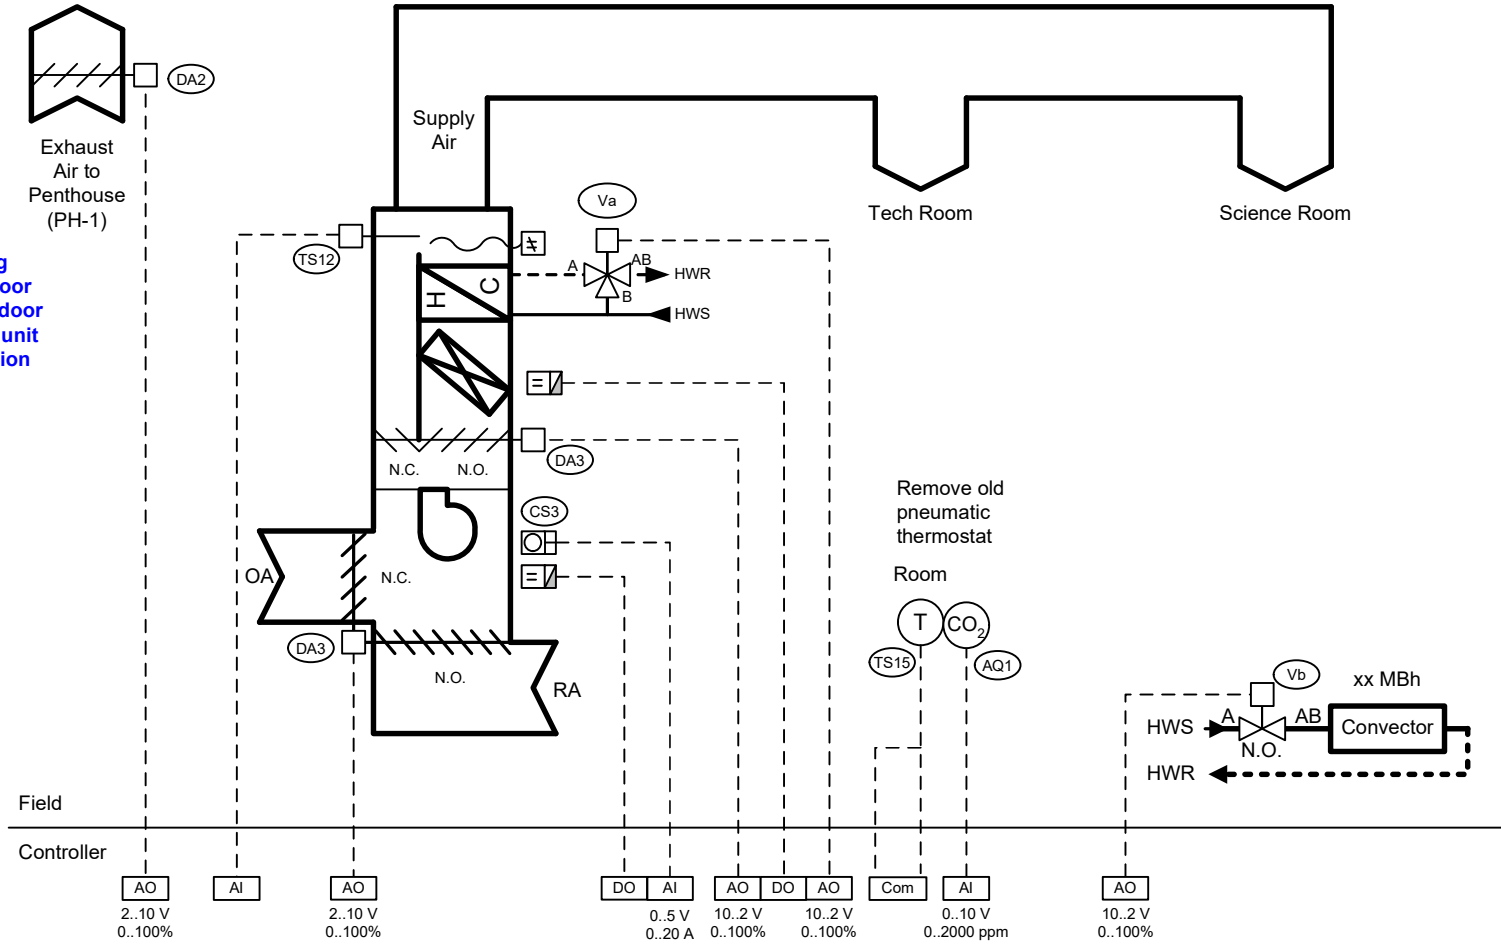 DA2
Exhaust
Air to
Penthouse
(PH-1)
Supply
Air
Tech Room
Science Room
Va
TS12
A
AB
HWR
B
HWS
H
C
oor
door
unit
DA3
N.C.
N.O.
CS3
OA
N.C.
DA3
N.O.
RA
Remove old
pneumatic
thermostat
Room
T
CO2
TS15
AQ1
Vb
xx MBh
HWS
A
AB
Convector
N.O.
HWR
Field
Controller
AO
AI
AO
DO
AI
AO
DO
AO
Com
AI
AO
2..10 V
0..100%
2..10 V
0..100%
0..5 V
0..20 A
10..2 V
0..100%
10..2 V
0..100%
0..10 V
0..2000 ppm
10..2 V
0..100%